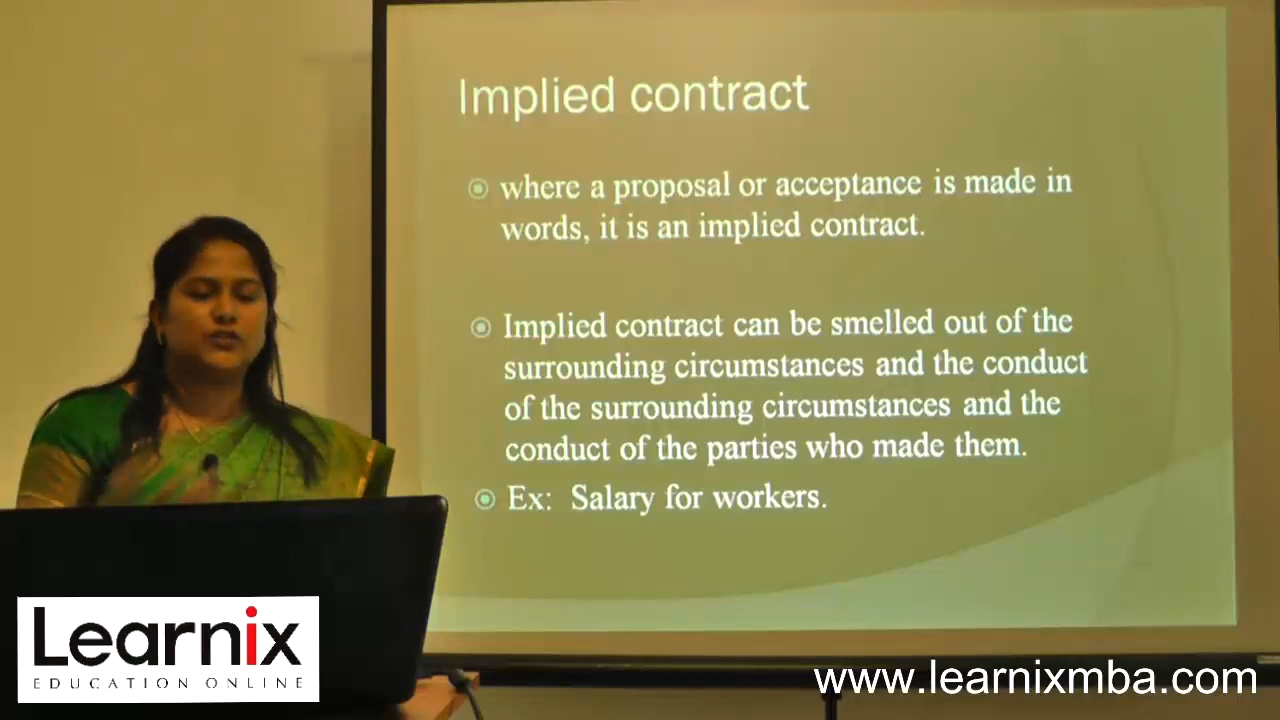 Implied contract
where a proposal or acceptance is made in
words, it is an implied contract.
Implied contract can be smelled out of the
surrounding circumstances and the conduct
of the surrounding circumstances and the
conduct of the parties who made them.
Ex: Salary for workers.
Learnix
EDUCATION ONLINE
www.learnixmba.com